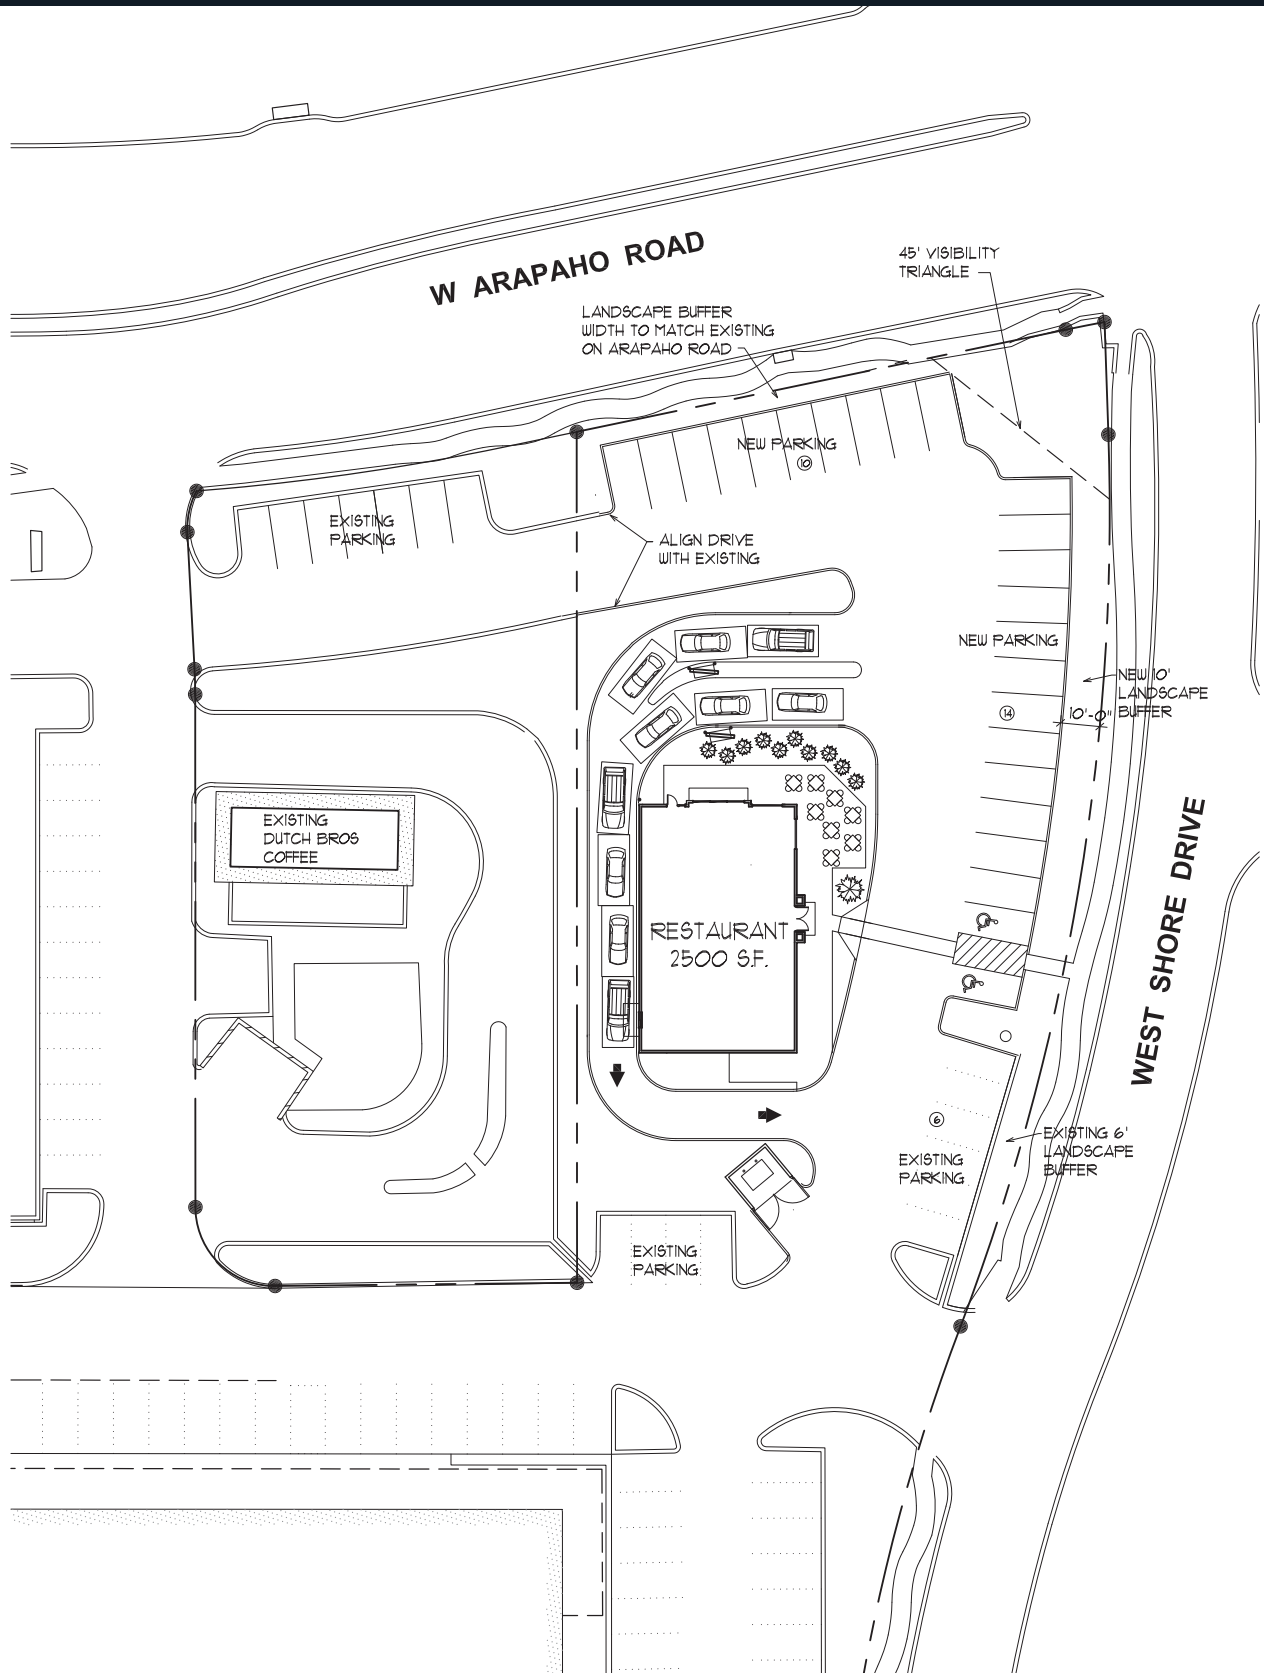 W ARAPAHO ROAD
45' VISIBILITY
TRIANGLE
LANDSCAPE BUFFER
WIDTH TO MATCH EXISTING
ON ARAPAHO ROAD
NEW PARKING
10
EXISTING
PARKING
ALIGN DRIVE
WITH EXISTING
NEW PARKING
14
NEW 10'
LANDSCAPE
BUFFER
10'-0"
EXISTING
DUTCH BROS
COFFEE
RESTAURANT
2500 S.F.
WEST SHORE DRIVE
6
EXISTING
PARKING
EXISTING 6'
LANDSCAPE
BUFFER
EXISTING
PARKING